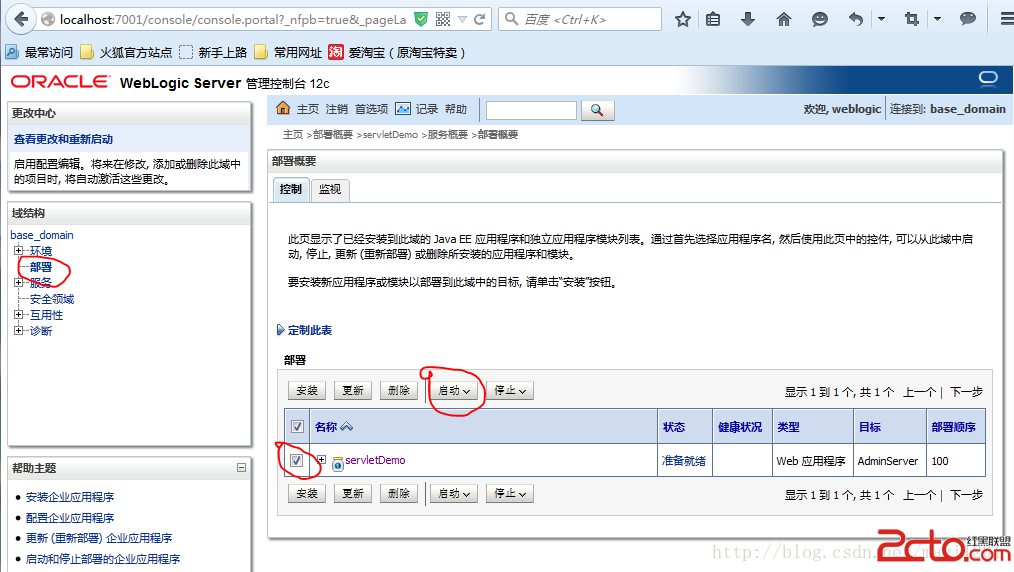 localhost:7001/console/console.portal?_nfpb=true&_pageLa
百度 <Ctrl+K>
最常访问 火狐官方站点 新手上路 常用网址 淘 爱淘宝（原淘宝特卖）
ORACLE WebLogic Server 管理控制台 12c
更改中心
查看更改和重新启动
启用配置编辑。将来在修改, 添加或删除此域中
的项目时, 将自动激活这些更改。
域结构
base_domain
环境
部署
服务
安全领域
互用性
诊断
帮助主题
安装企业应用程序
配置企业应用程序
更新 (重新部署) 企业应用程序
启动和停止部署的企业应用程序
主页 注销 首选项 记录 帮助
欢迎, weblogic 连接到: base_domain
主页 >部署概要 >servletDemo >服务概要 >部署概要
部署概要
控制 监视
此页显示了已经安装到此域的 Java EE 应用程序和独立应用程序模块列表。通过首先选择应用程序名, 然后使用此页中的控件, 可以从此域中启
动, 停止, 更新 (重新部署) 或删除所安装的应用程序和模块。
要安装新应用程序或模块以部署到此域中的目标, 请单击“安装”按钮。
定制此表
部署
安装 更新 删除 启动 停止 显示 1 到 1 个, 共 1 个 上一个 | 下一步
名称 状态 健康状况 类型 目标 部署顺序
servletDemo 准备就绪 Web 应用程序 AdminServer 100
安装 更新 删除 启动 停止 显示 1 到 1 个, 共 1 个 上一个 | 下一步
http://blog.csdn.net/
2cto.com 红黑联盟